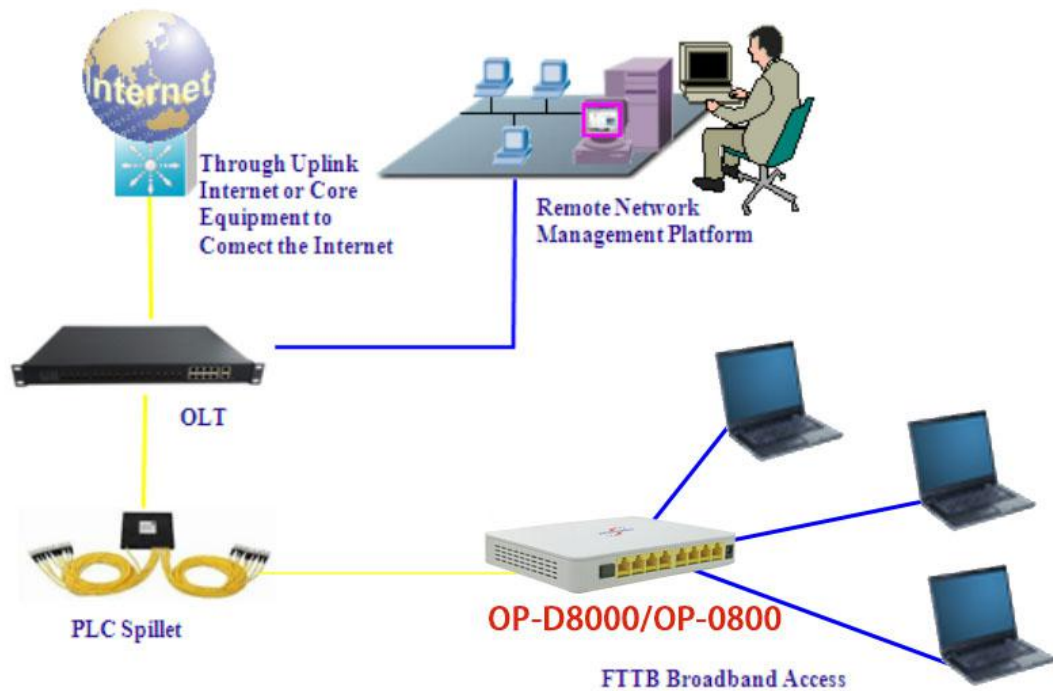 Internet
Through Uplink
Internet or Core
Equipment to
Comect the Internet
Remote Network
Management Platform
OLT
PLC Spillet
OP-D8000/OP-0800
FTTB Broadband Access